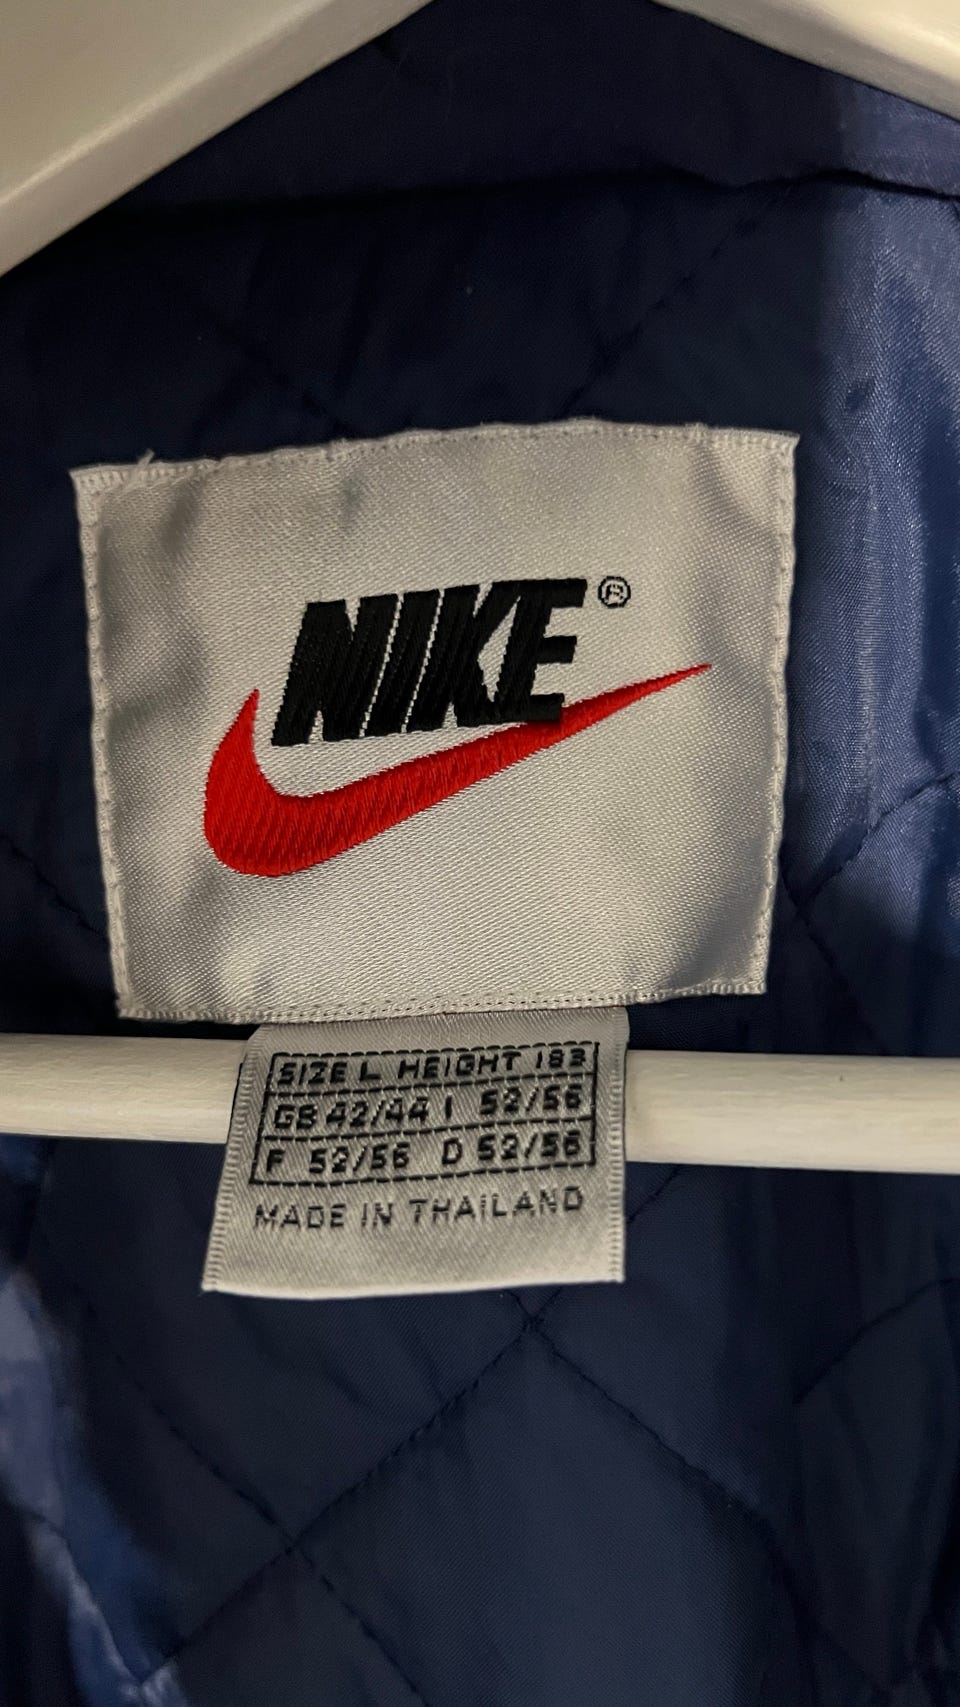 NIKE®
SIZE L HEIGHT 183
GB 42/44 I 52/56
F 52/56 D 52/56
MADE IN THAILAND